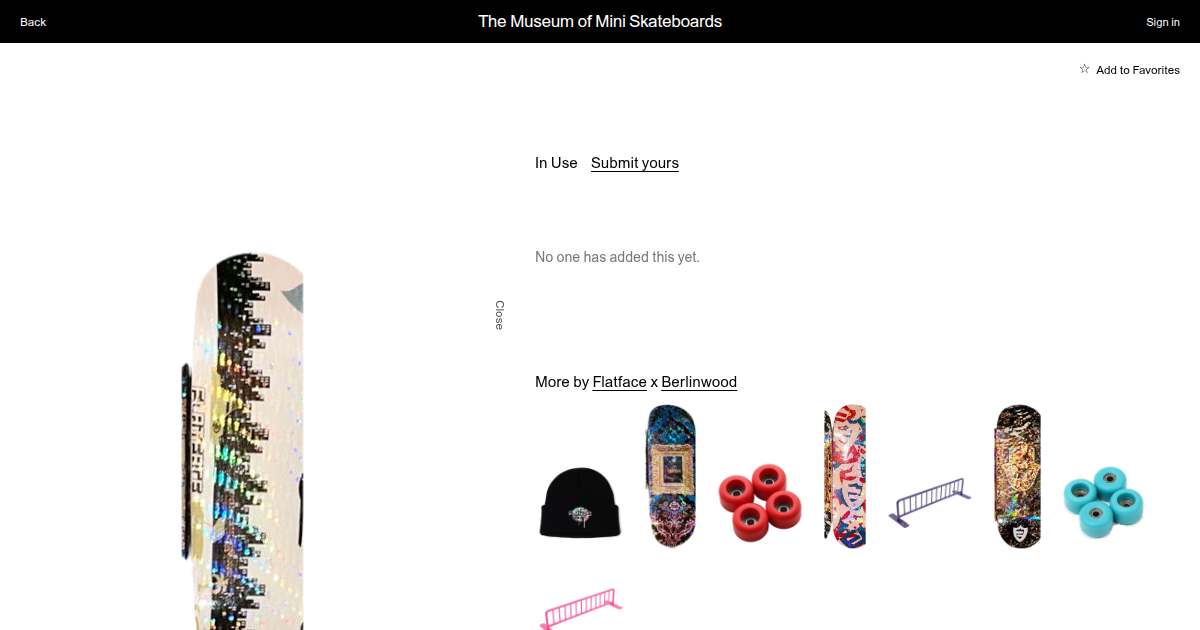 Back
The Museum of Mini Skateboards
Sign in
☆ Add to Favorites
In Use Submit yours
No one has added this yet.
Close
More by Flatface x Berlinwood